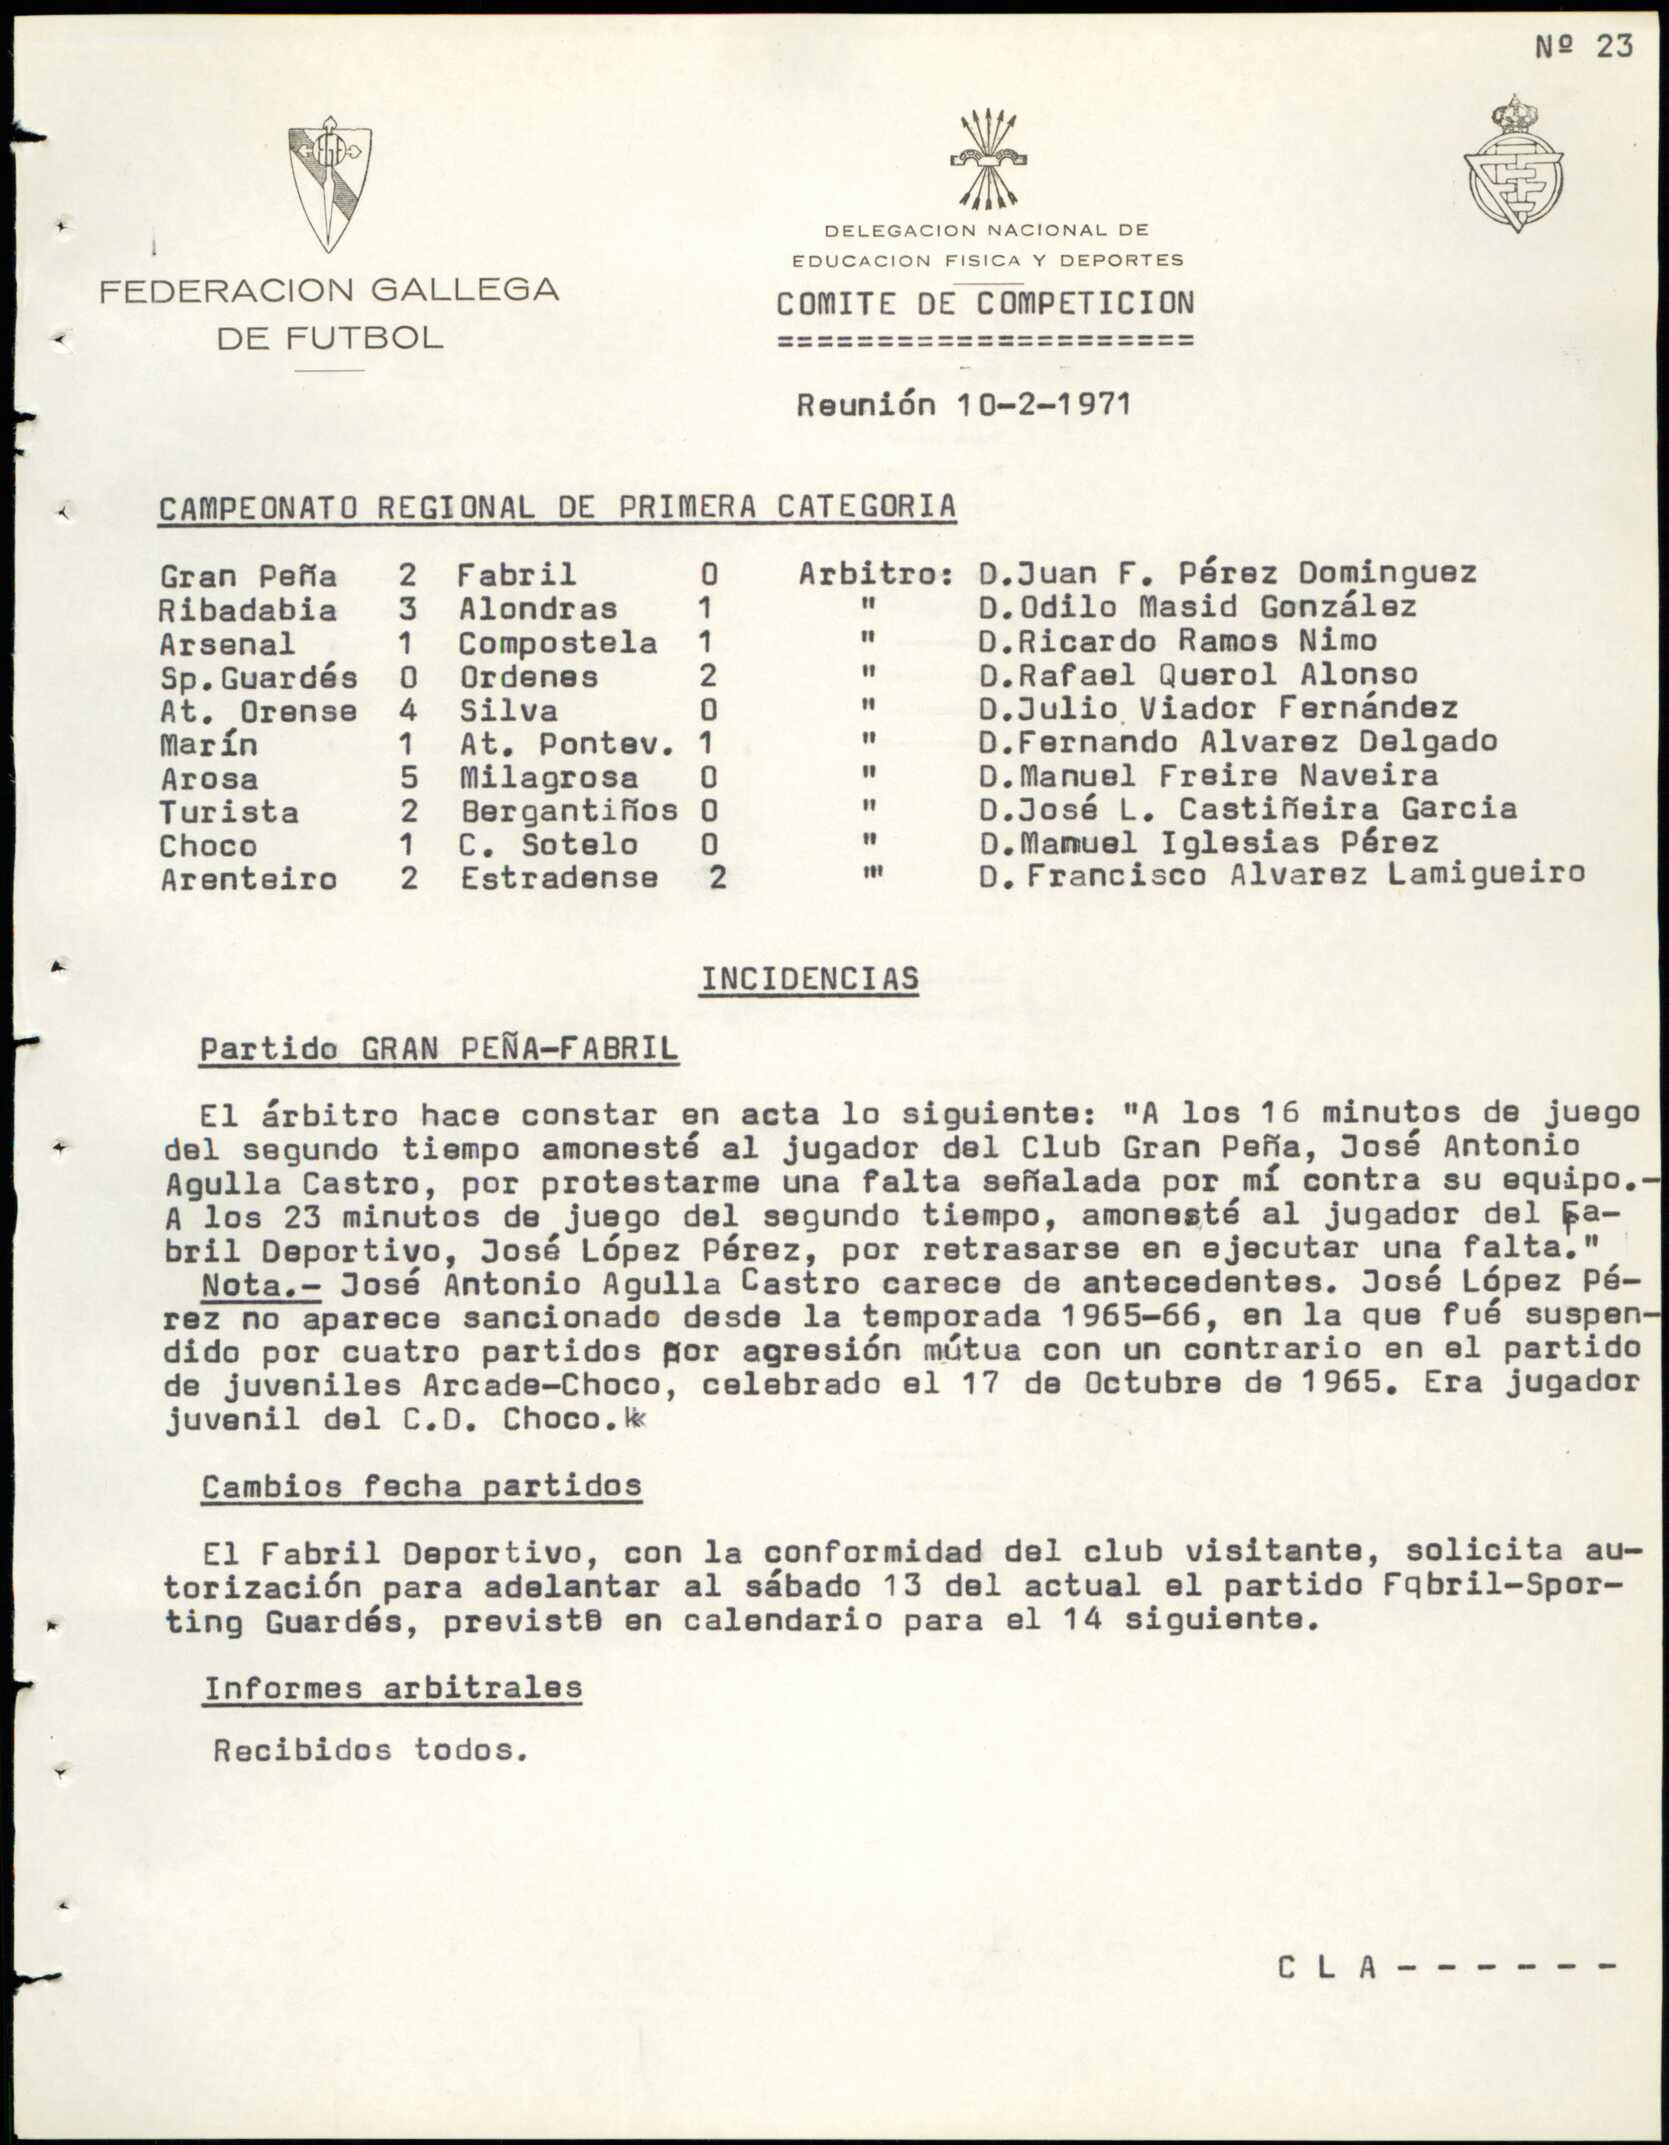 Nº 23
FEDERACION GALLEGA
DE FUTBOL
DELEGACION NACIONAL DE
EDUCACION FISICA Y DEPORTES
COMITE DE COMPETICION
=====================
Reunión 10-2-1971
CAMPEONATO REGIONAL DE PRIMERA CATEGORIA
Gran Peña 2 Fabril 0 Arbitro: D.Juan F. Pérez Dominguez
Ribadabia 3 Alondras 1 " D.Odilo Masid González
Arsenal 1 Compostela 1 " D.Ricardo Ramos Nimo
Sp.Guardés 0 Ordenes 2 " D.Rafael Querol Alonso
At. Orense 4 Silva 0 " D.Julio Viador Fernández
Marín 1 At. Pontev. 1 " D.Fernando Alvarez Delgado
Arosa 5 Milagrosa 0 " D.Manuel Freire Naveira
Turista 2 Bergantiños 0 " D.José L. Castiñeira Garcia
Choco 1 C. Sotelo 0 " D.Manuel Iglesias Pérez
Arenteiro 2 Estradense 2 " D. Francisco Alvarez Lamigueiro
INCIDENCIAS
Partido GRAN PEÑA-FABRIL
El árbitro hace constar en acta lo siguiente: "A los 16 minutos de juego
del segundo tiempo amonesté al jugador del Club Gran Peña, José Antonio
Agulla Castro, por protestarme una falta señalada por mí contra su equipo.-
A los 23 minutos de juego del segundo tiempo, amonesté al jugador del Fa-
bril Deportivo, José López Pérez, por retrasarse en ejecutar una falta."
Nota.- José Antonio Agulla Castro carece de antecedentes. José López Pé-
rez no aparece sancionado desde la temporada 1965-66, en la que fué suspen-
dido por cuatro partidos por agresión mútua con un contrario en el partido
de juveniles Arcade-Choco, celebrado el 17 de Octubre de 1965. Era jugador
juvenil del C.D. Choco.
Cambios fecha partidos
El Fabril Deportivo, con la conformidad del club visitante, solicita au-
torización para adelantar al sábado 13 del actual el partido Fqbril-Spor-
ting Guardés, previsto en calendario para el 14 siguiente.
Informes arbitrales
Recibidos todos.
C L A - - - - - -